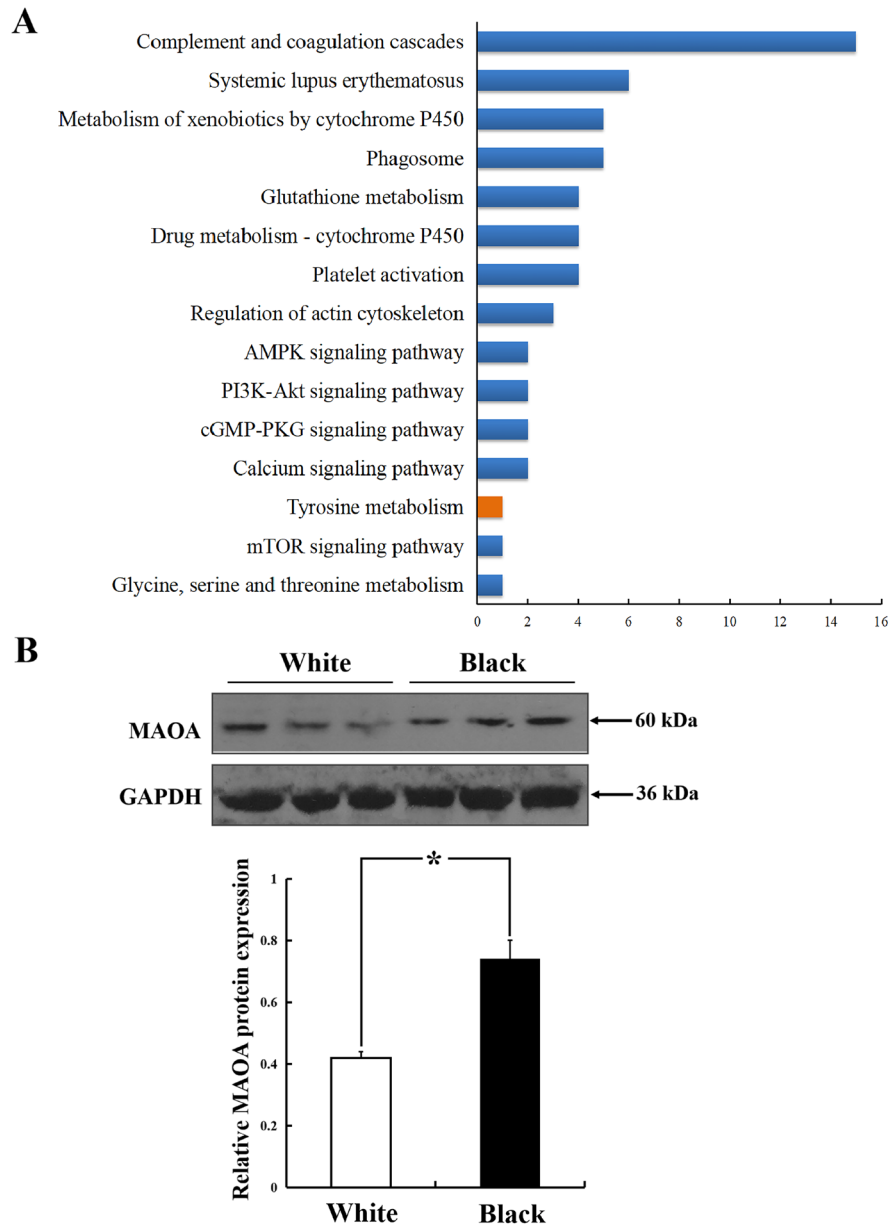 A
Complement and coagulation cascades
Systemic lupus erythematosus
Metabolism of xenobiotics by cytochrome P450
Phagosome
Glutathione metabolism
Drug metabolism - cytochrome P450
Platelet activation
Regulation of actin cytoskeleton
AMPK signaling pathway
PI3K-Akt signaling pathway
cGMP-PKG signaling pathway
Calcium signaling pathway
Tyrosine metabolism
mTOR signaling pathway
Glycine, serine and threonine metabolism
0 2 4 6 8 10 12 14 16
B
White Black
MAOA 60 kDa
GAPDH 36 kDa
Relative MAOA protein expression
*
1
0.8
0.6
0.4
0.2
0
White Black